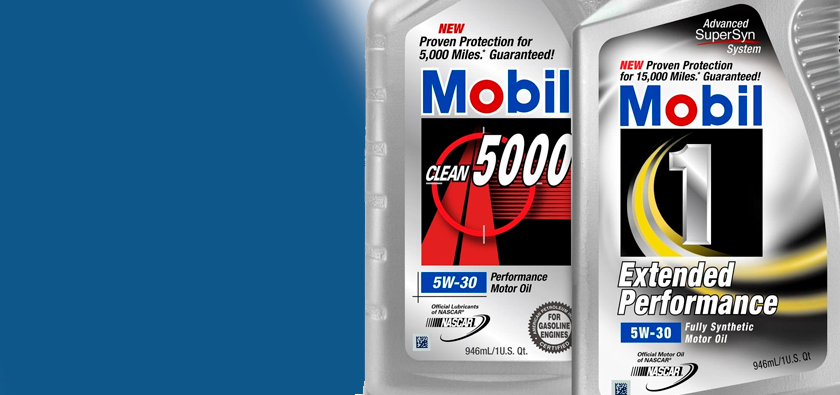 NEW
Proven Protection for
5,000 Miles.* Guaranteed!
Mobil
CLEAN 5000
5W-30
Performance
Motor Oil
Official Lubricants
of NASCAR®
NASCAR
FOR
GASOLINE
ENGINES
CERTIFIED
946mL/1U.S. Qt.
Advanced
SuperSyn
System
NEW Proven Protection
for 15,000 Miles.* Guaranteed!
Mobil
1
Extended
Performance
5W-30
Fully Synthetic
Motor Oil
Official Motor Oil
of NASCAR®
NASCAR
946mL/1U.S. Qt